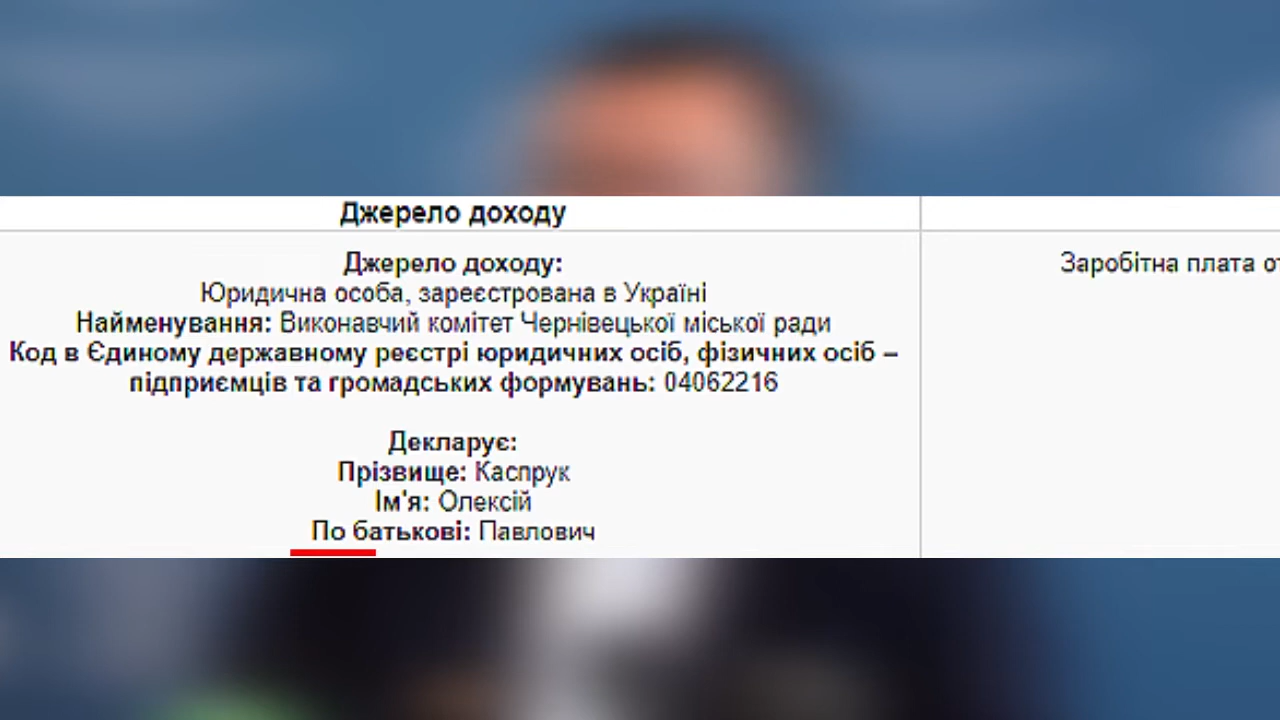 Джерело доходу
Джерело доходу:
Юридична особа, зареєстрована в Україні
Найменування: Виконавчий комітет Чернівецької міської ради
Код в Єдиному державному реєстрі юридичних осіб, фізичних осіб –
підприємців та громадських формувань: 04062216
Декларує:
Прізвище: Каспрук
Ім'я: Олексій
По батькові: Павлович
Заробітна плата